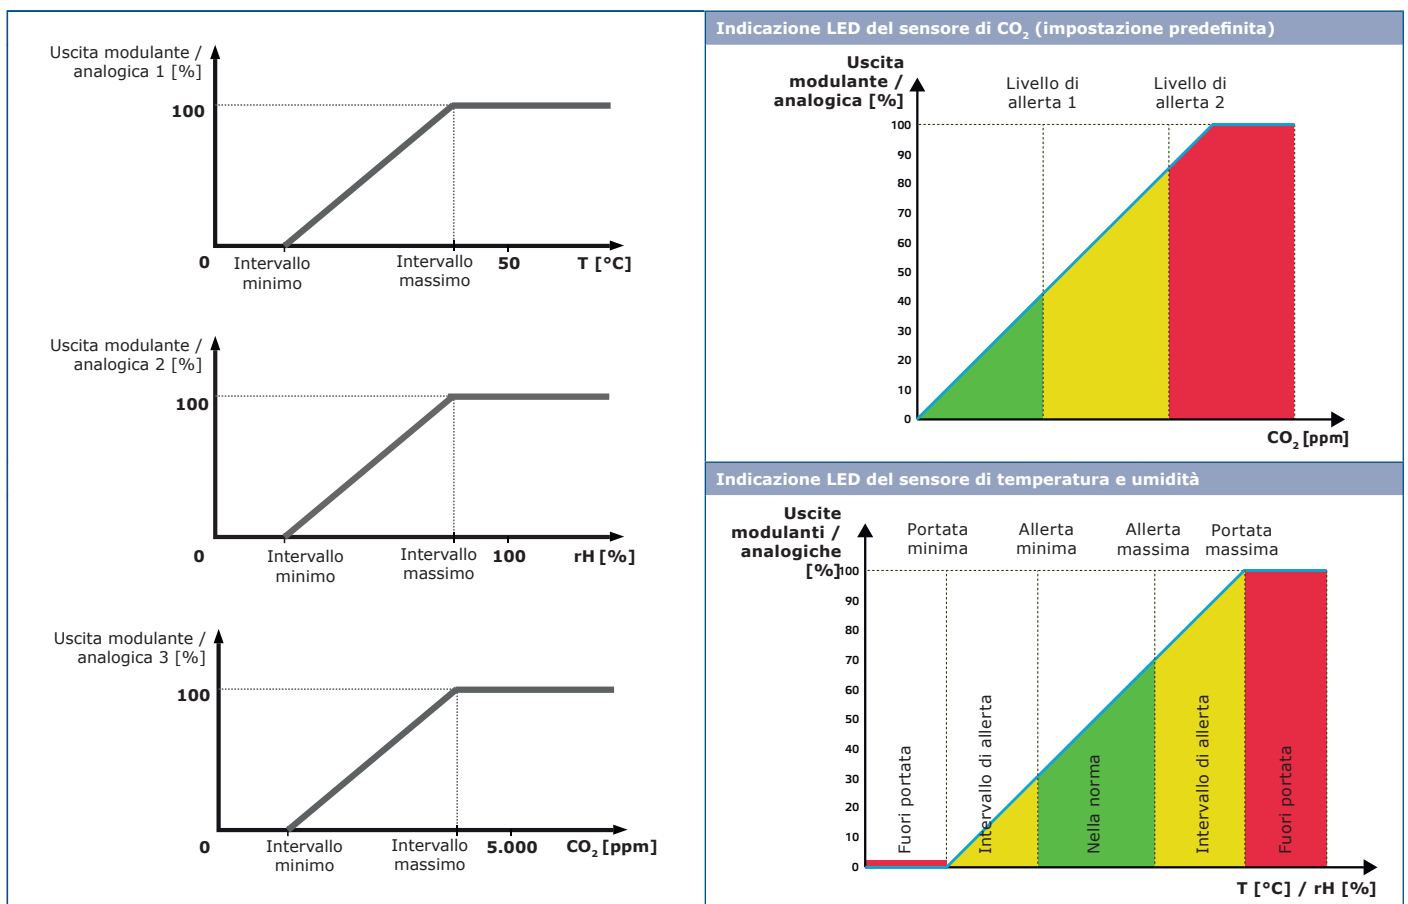 Uscita modulante /
analogica 1 [%]
100
0
Intervallo
minimo
Intervallo
massimo
50
T [°C]
Uscita modulante /
analogica 2 [%]
100
0
Intervallo
minimo
Intervallo
massimo
100
rH [%]
Uscita modulante /
analogica 3 [%]
100
0
Intervallo
minimo
Intervallo
massimo
5.000
CO₂ [ppm]
Indicazione LED del sensore di CO₂ (impostazione predefinita)
Uscita
modulante /
analogica [%]
Livello di
allerta 1
Livello di
allerta 2
100
90
80
70
60
50
40
30
20
10
0
CO₂ [ppm]
Indicazione LED del sensore di temperatura e umidità
Uscite
modulanti /
analogiche
[%]
Portata
minima
Allerta
minima
Allerta
massima
Portata
massima
100
90
80
70
60
50
40
30
20
10
0
Fuori portata
Intervallo di allerta
Nella norma
Intervallo di allerta
Fuori portata
T [°C] / rH [%]